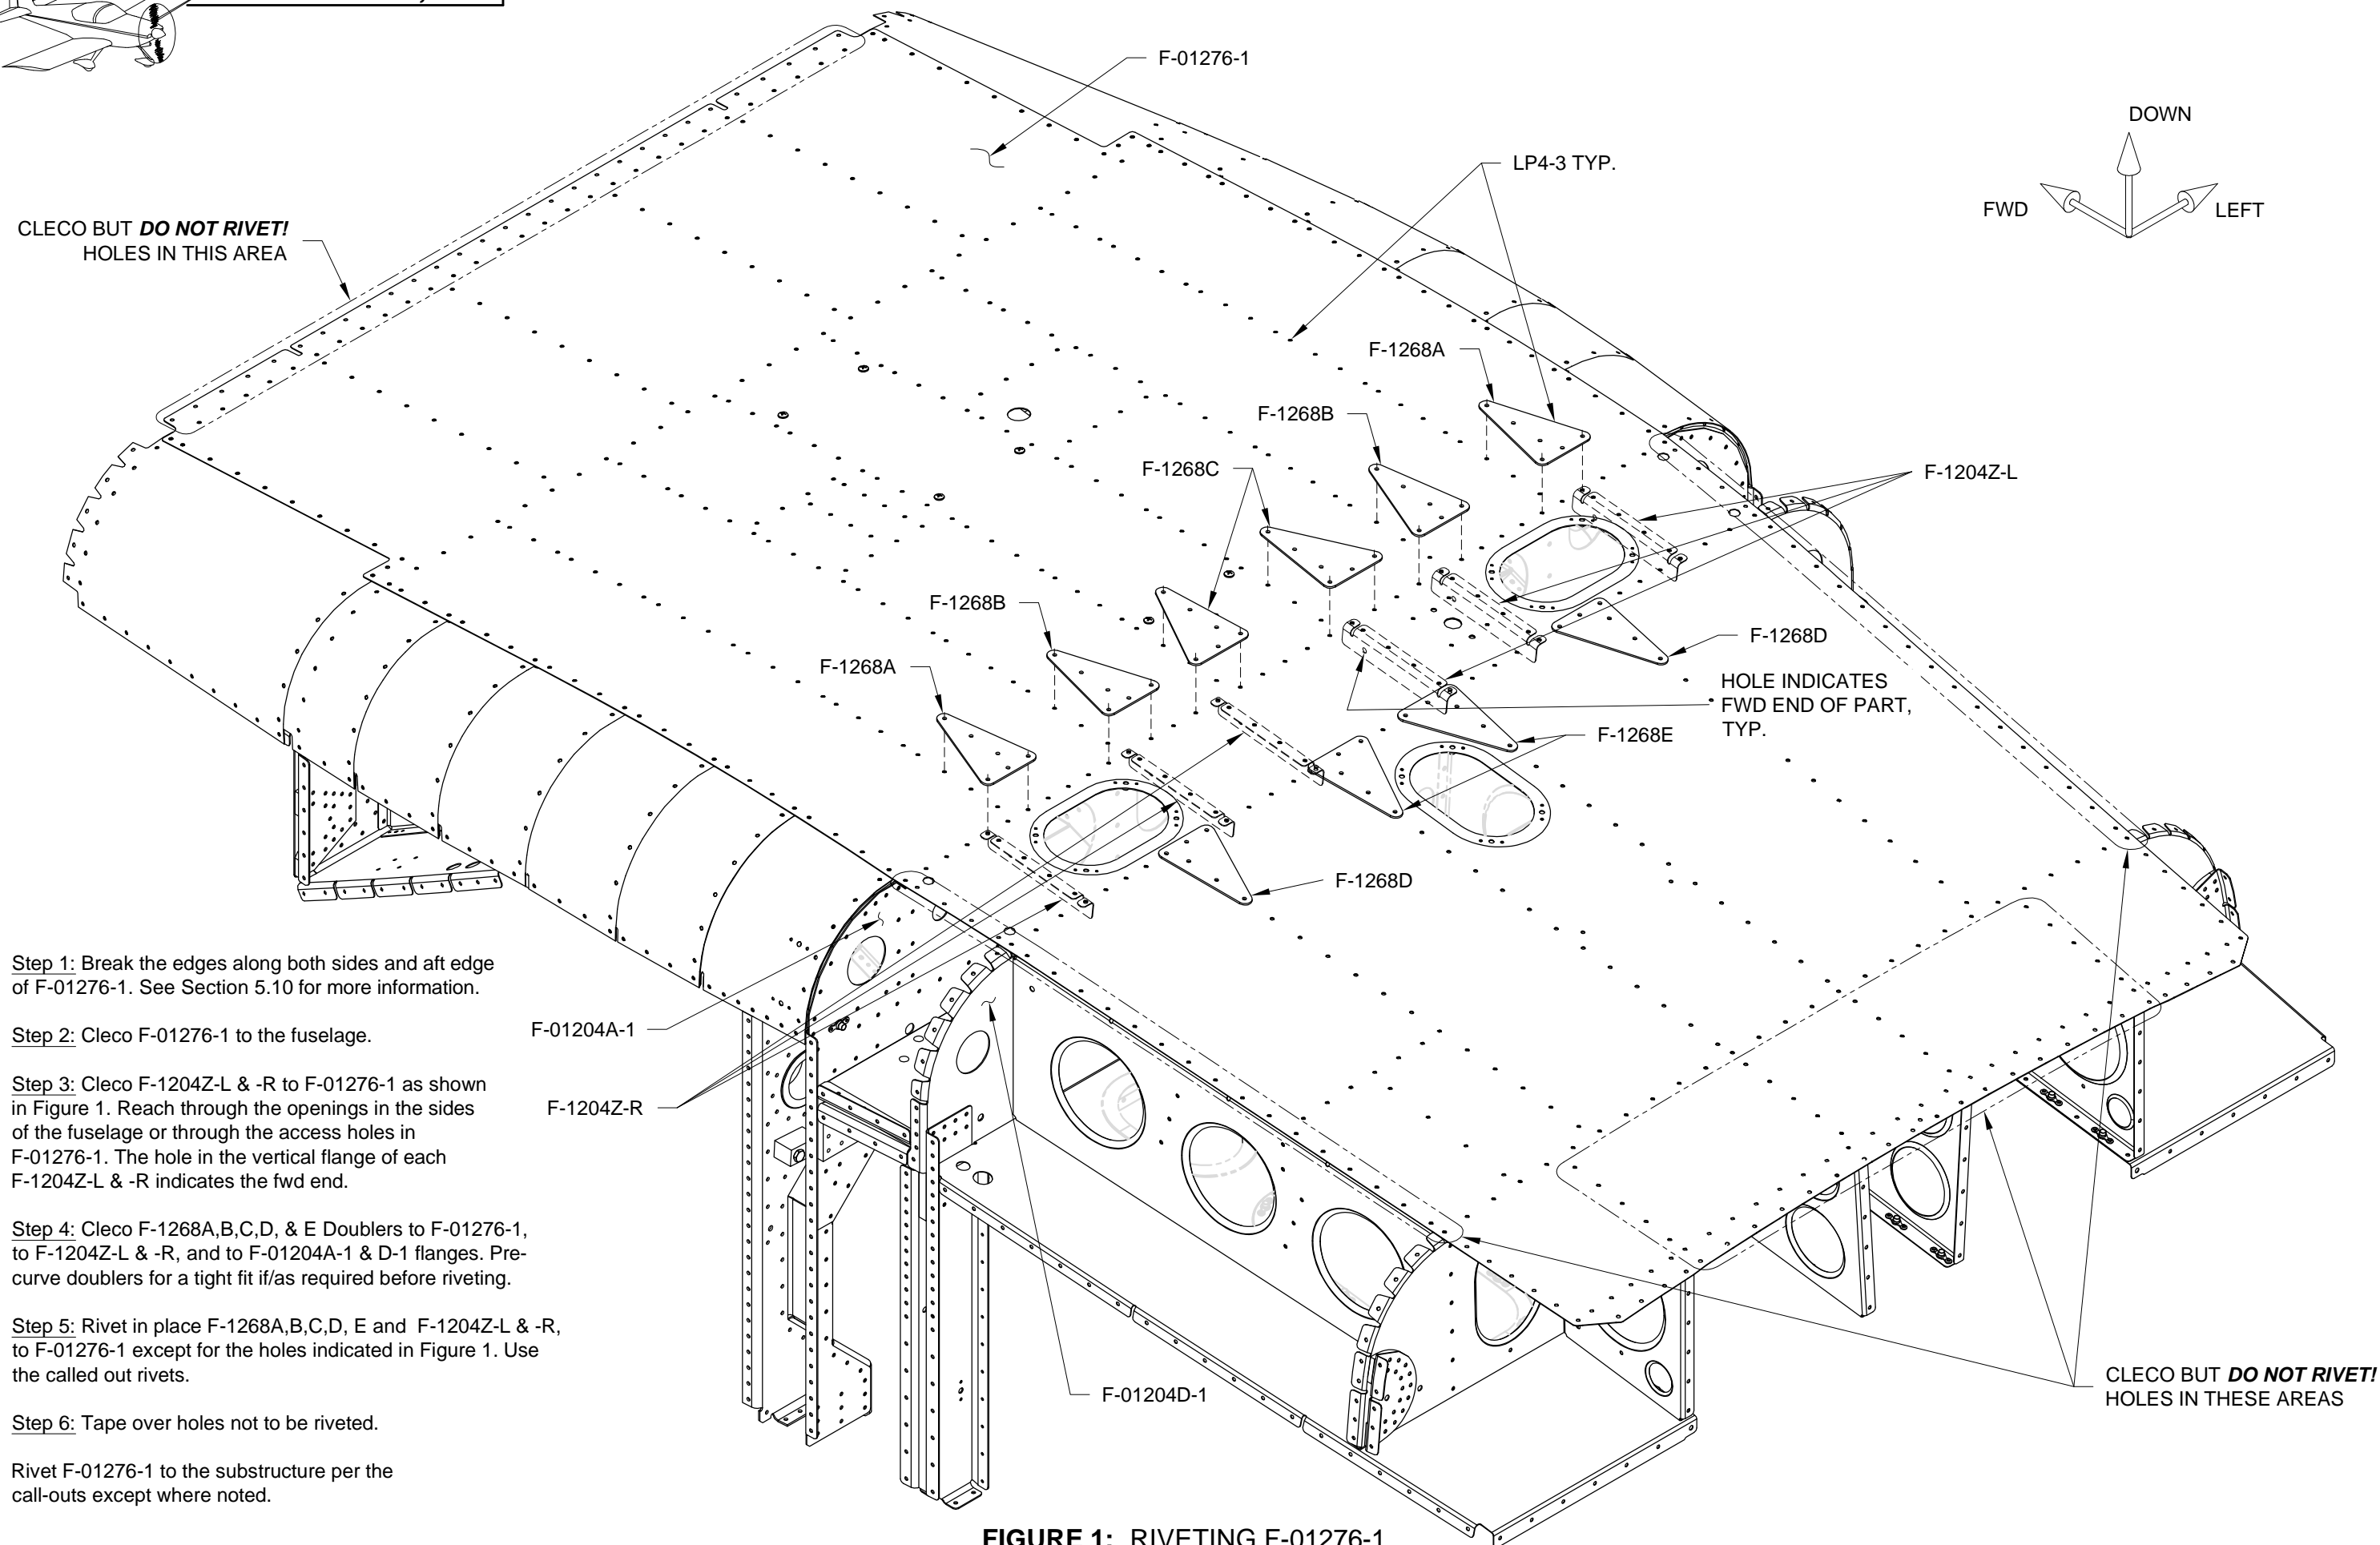 F-01276-1
DOWN
LP4-3 TYP.
FWD
LEFT
CLECO BUT DO NOT RIVET!
HOLES IN THIS AREA
F-1268A
F-1268B
F-1268C
F-1204Z-L
F-1268B
F-1268D
F-1268A
HOLE INDICATES
FWD END OF PART,
TYP.
F-1268E
F-1268D
Step 1: Break the edges along both sides and aft edge
of F-01276-1. See Section 5.10 for more information.
Step 2: Cleco F-01276-1 to the fuselage.
Step 3: Cleco F-1204Z-L & -R to F-01276-1 as shown
in Figure 1. Reach through the openings in the sides
of the fuselage or through the access holes in
F-01276-1. The hole in the vertical flange of each
F-1204Z-L & -R indicates the fwd end.
Step 4: Cleco F-1268A,B,C,D, & E Doublers to F-01276-1,
to F-1204Z-L & -R, and to F-01204A-1 & D-1 flanges. Pre-
curve doublers for a tight fit if/as required before riveting.
Step 5: Rivet in place F-1268A,B,C,D, E and F-1204Z-L & -R,
to F-01276-1 except for the holes indicated in Figure 1. Use
the called out rivets.
Step 6: Tape over holes not to be riveted.
Rivet F-01276-1 to the substructure per the
call-outs except where noted.
F-01204A-1
F-1204Z-R
F-01204D-1
CLECO BUT DO NOT RIVET!
HOLES IN THESE AREAS
FIGURE 1: RIVETING F-01276-1